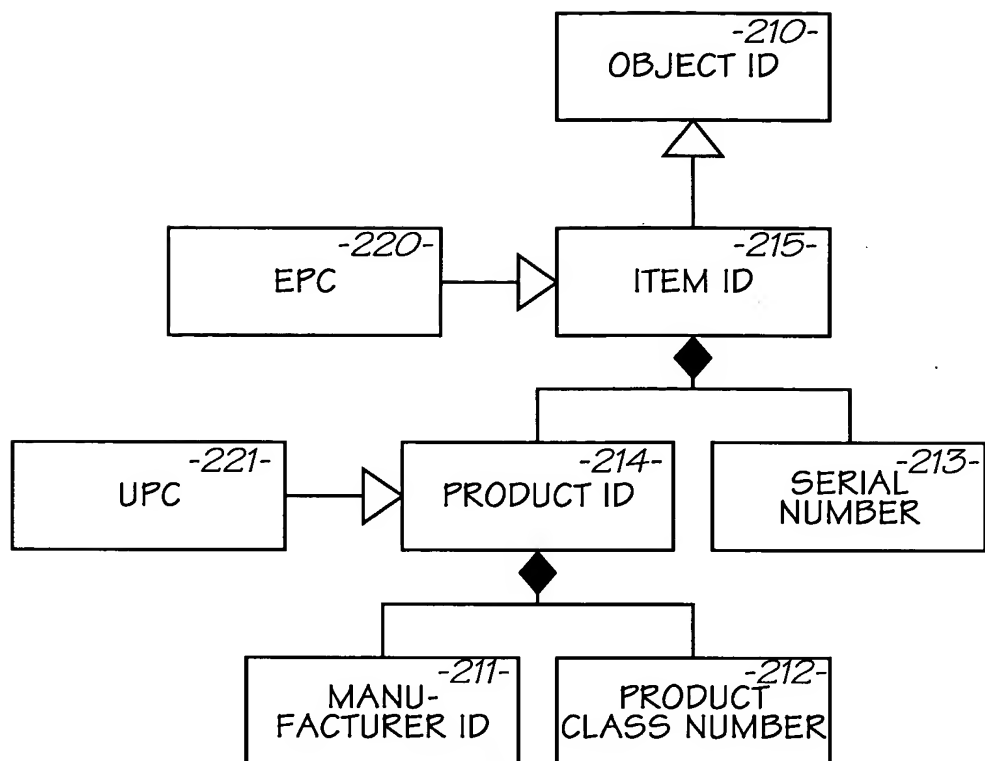 -210-
OBJECT ID
-220-
EPC
-215-
ITEM ID
-221-
UPC
-214-
PRODUCT ID
-213-
SERIAL
NUMBER
-211-
MANU-
FACTURER ID
-212-
PRODUCT
CLASS NUMBER